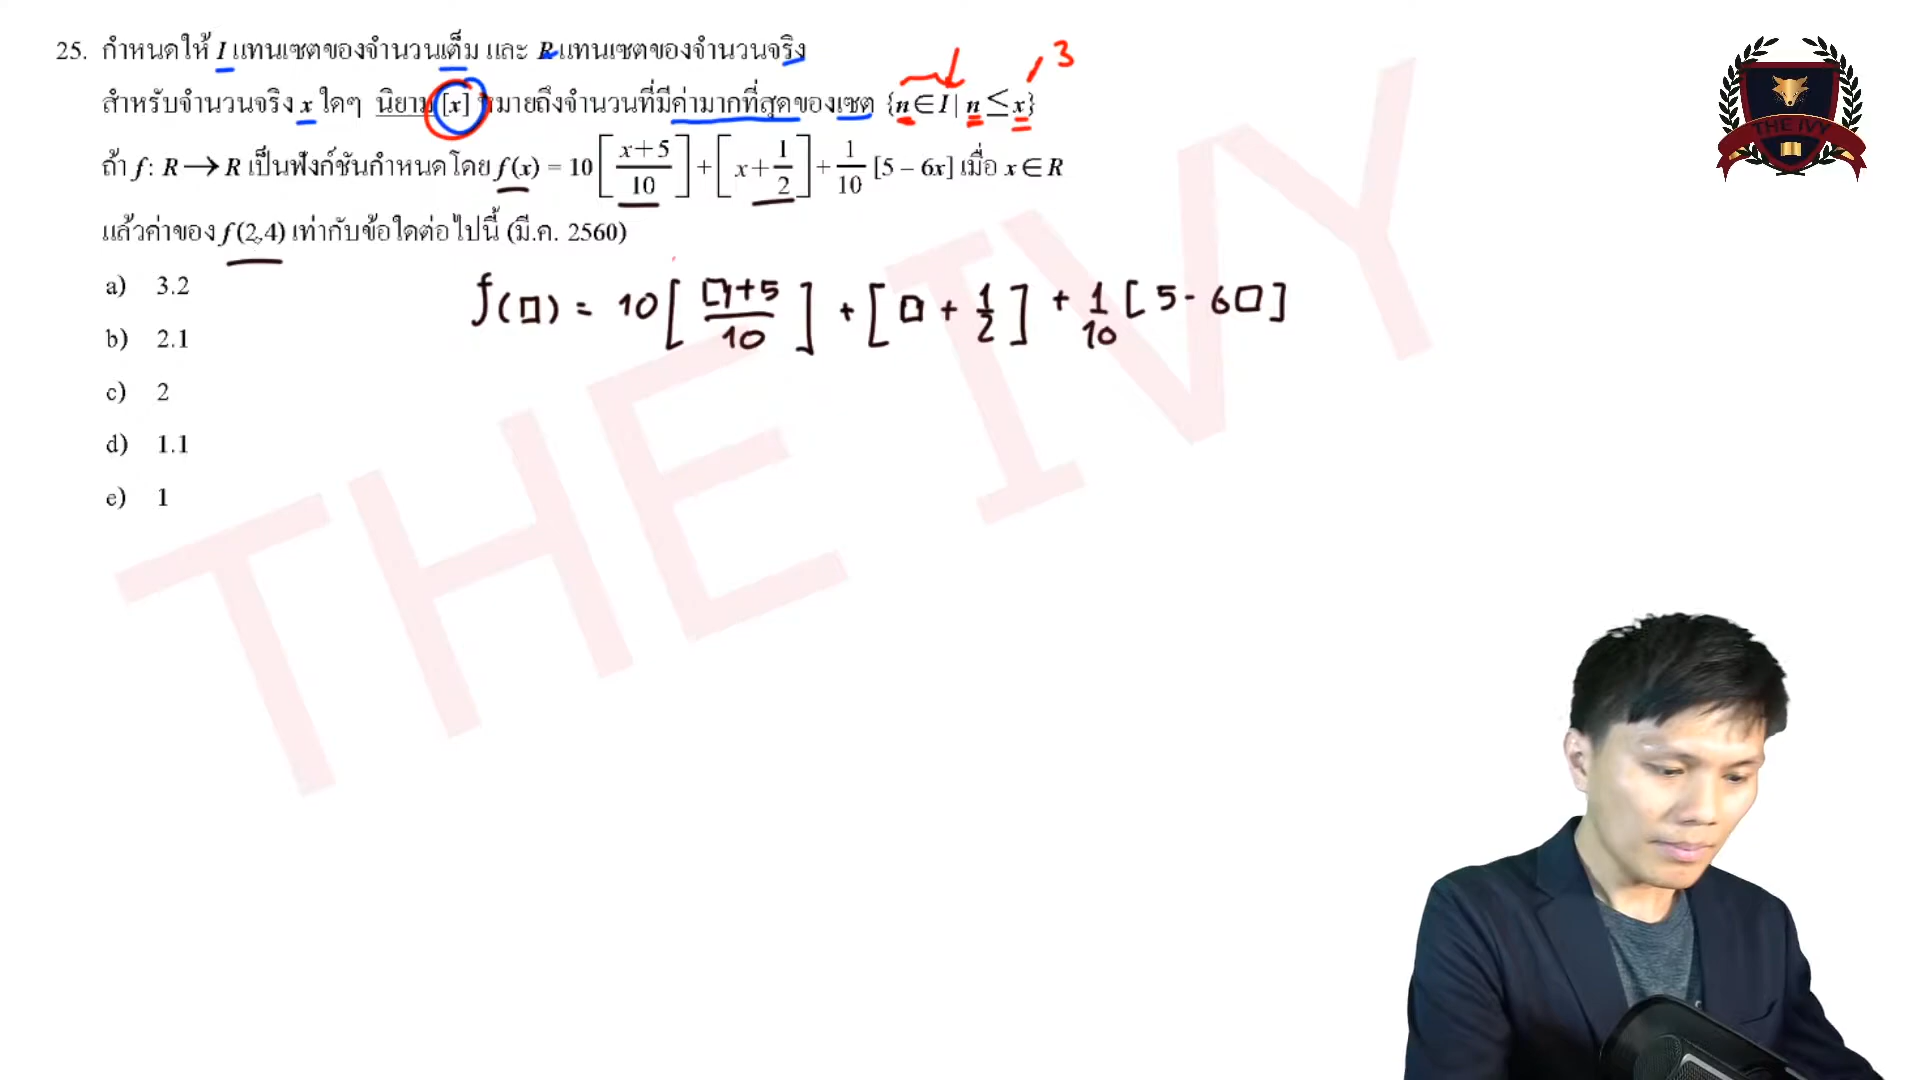 25. กำหนดให้ I แทนเซตของจำนวนเต็ม และ R แทนเซตของจำนวนจริง
สำหรับจำนวนจริง x ใดๆ นิยาม [x] หมายถึงจำนวนที่มีค่ามากที่สุดของเซต {n∈I | n≤x} 3
ถ้า f: R→R เป็นฟังก์ชันกำหนดโดย f(x) = 10[(x+5)/10] + [x+1/2] + 1/10 [5 – 6x] เมื่อ x∈R
แล้วค่าของ f(2.4) เท่ากับข้อใดต่อไปนี้ (มี.ค. 2560)
a) 3.2
b) 2.1
c) 2
d) 1.1
e) 1
f(□) = 10[(□+5)/10] + [□ + 1/2] + 1/10 [5 - 6□]
THE IVY
THE IVY